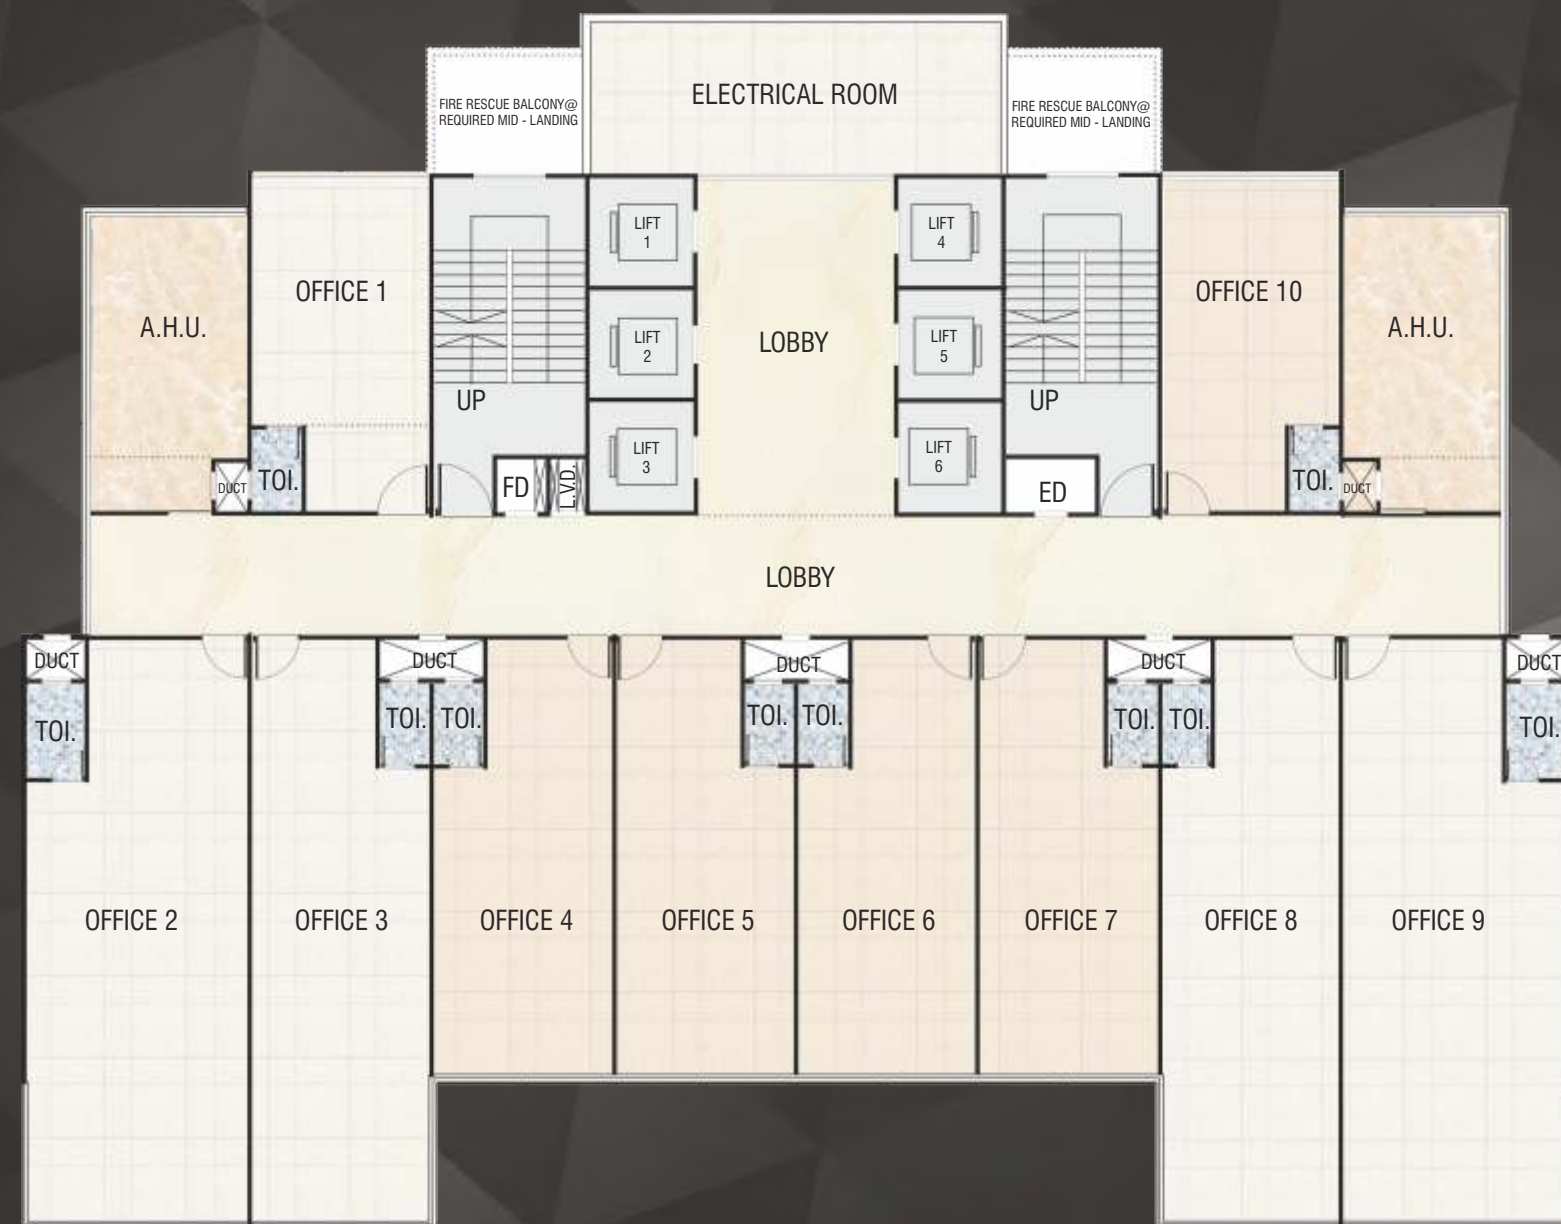 ELECTRICAL ROOM
FIRE RESCUE BALCONY@
REQUIRED MID - LANDING
FIRE RESCUE BALCONY@
REQUIRED MID - LANDING
LIFT
1
LIFT
4
OFFICE 1
OFFICE 10
A.H.U.
A.H.U.
LIFT
2
LOBBY
LIFT
5
UP
UP
LIFT
3
LIFT
6
DUCT
TOI.
FD
L.V.D.
ED
TOI.
DUCT
LOBBY
DUCT
DUCT
DUCT
DUCT
DUCT
TOI.
TOI.
TOI.
TOI.
TOI.
TOI.
TOI.
TOI.
OFFICE 2
OFFICE 3
OFFICE 4
OFFICE 5
OFFICE 6
OFFICE 7
OFFICE 8
OFFICE 9